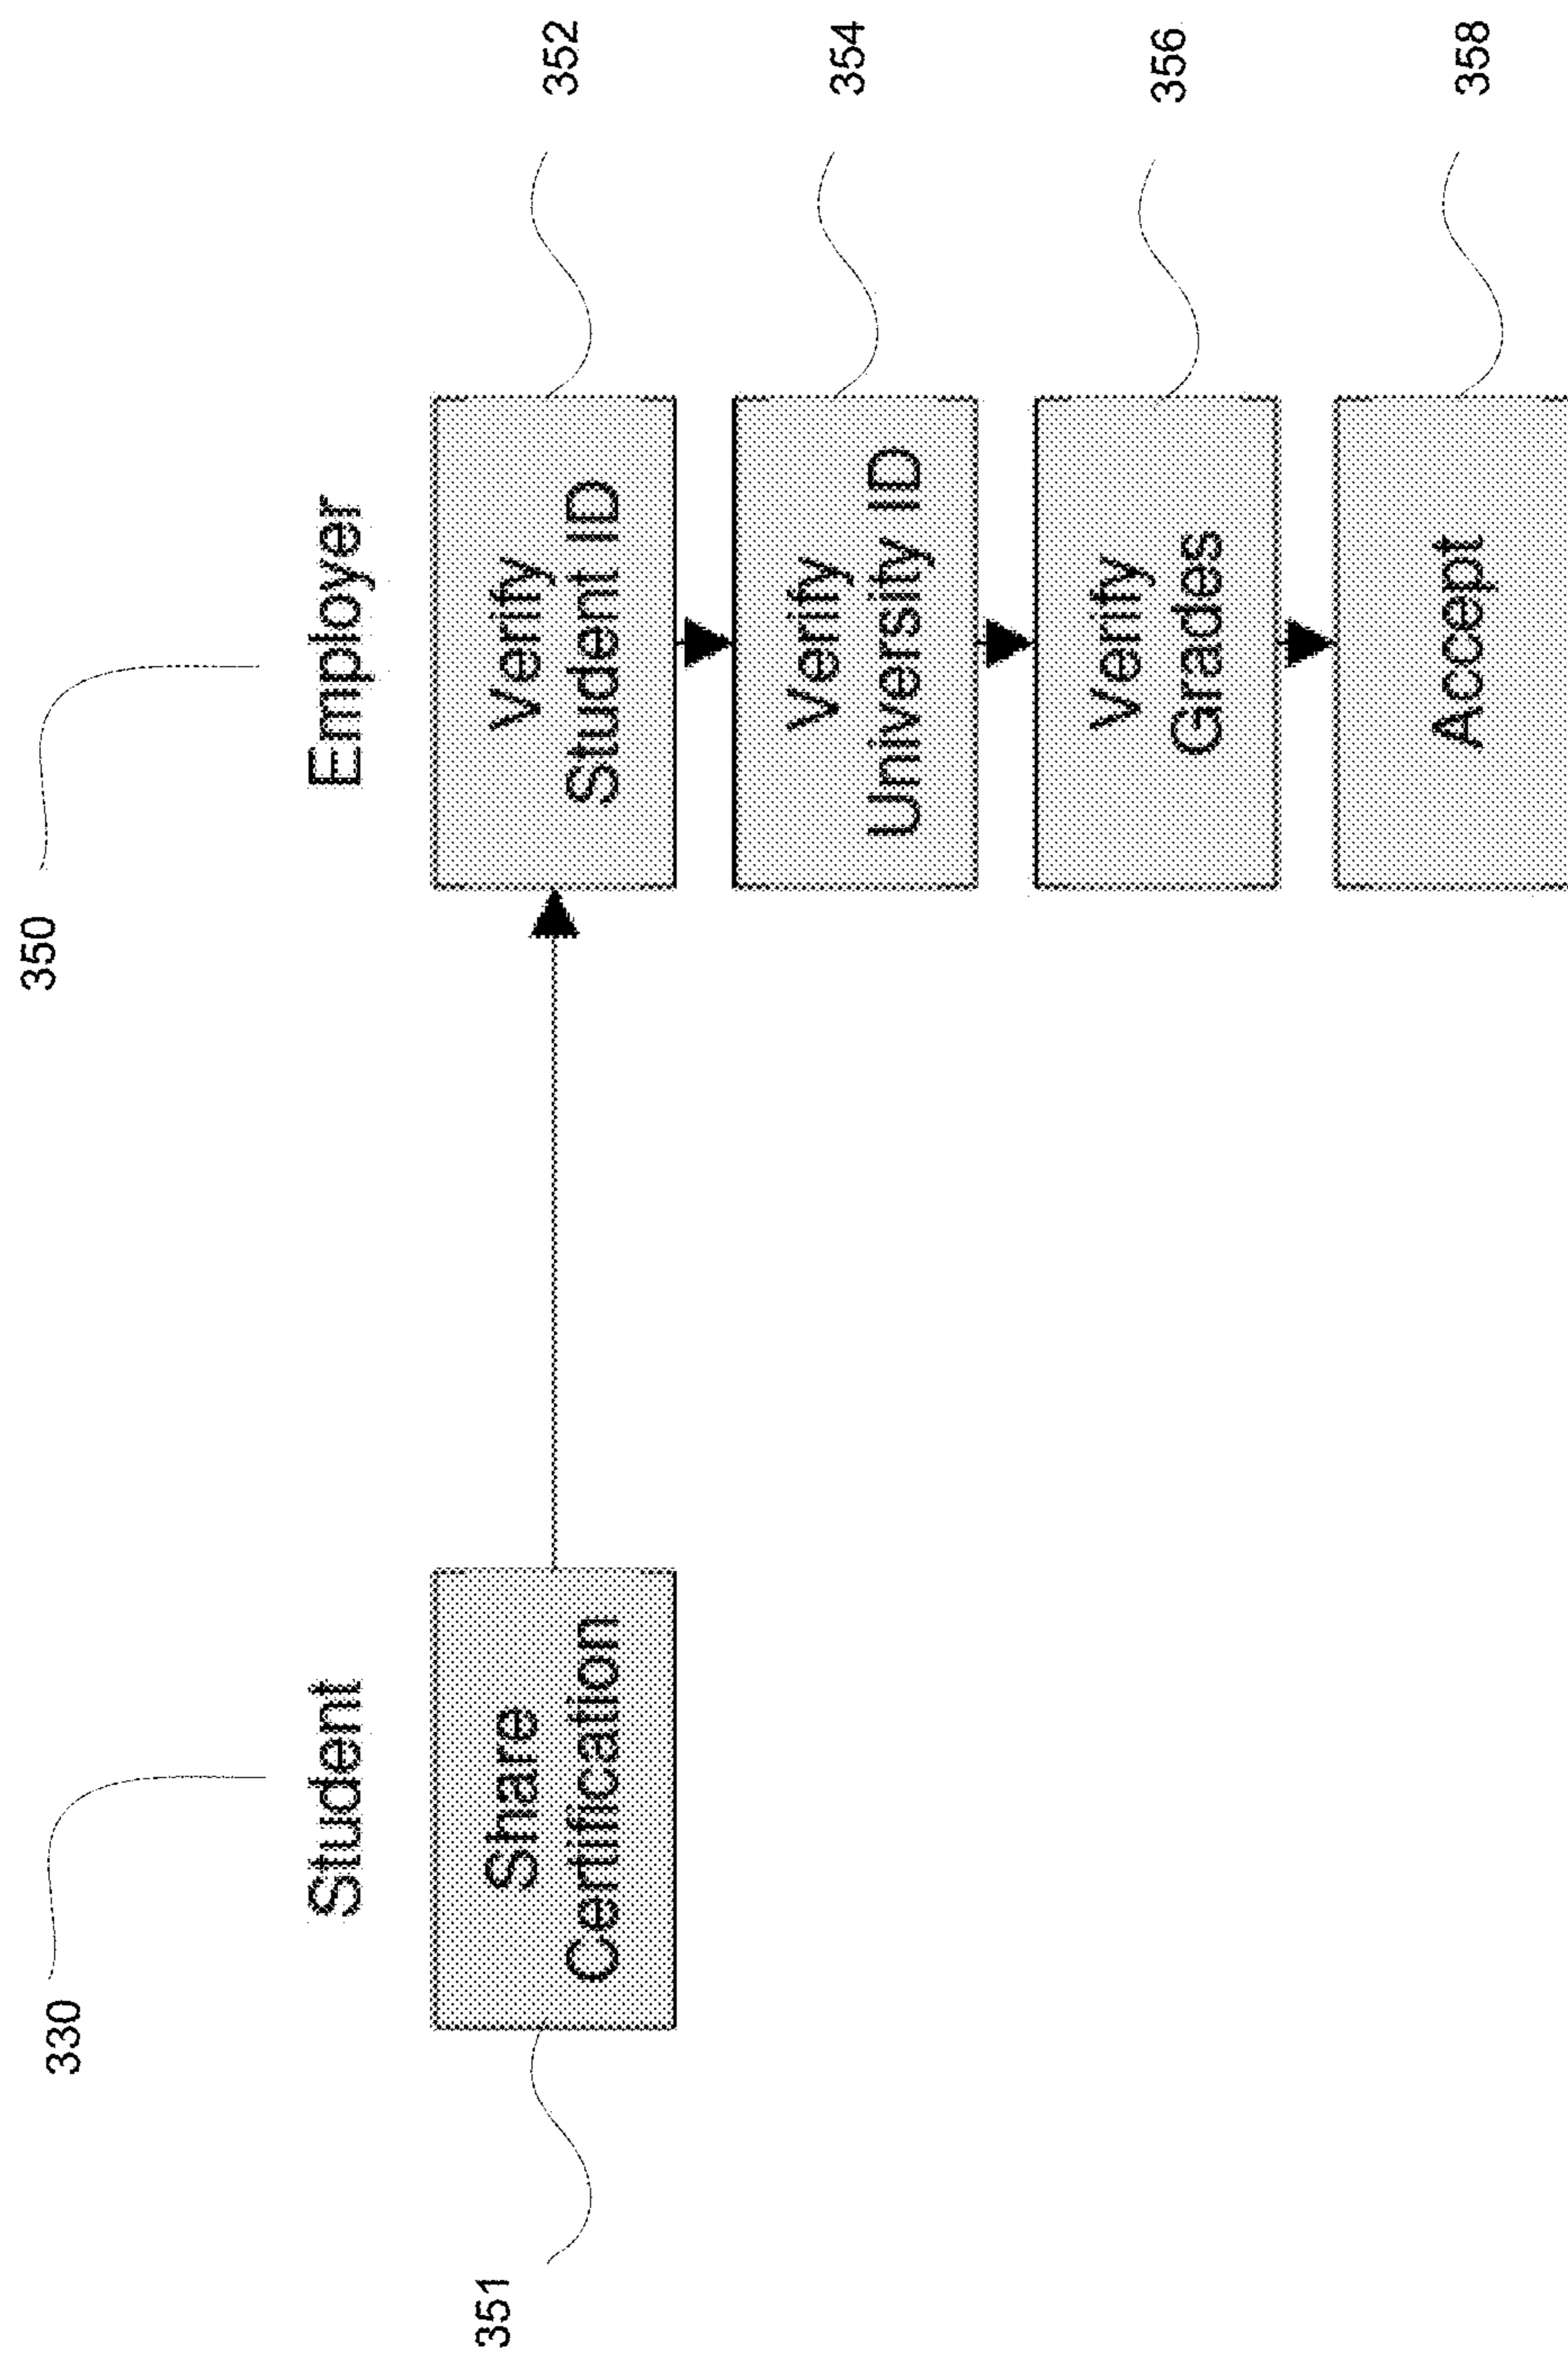 330
350
Student
Employer
351
Share
Certification
Verify
Student ID
352
Verify
University ID
354
Verify
Grades
356
Accept
358